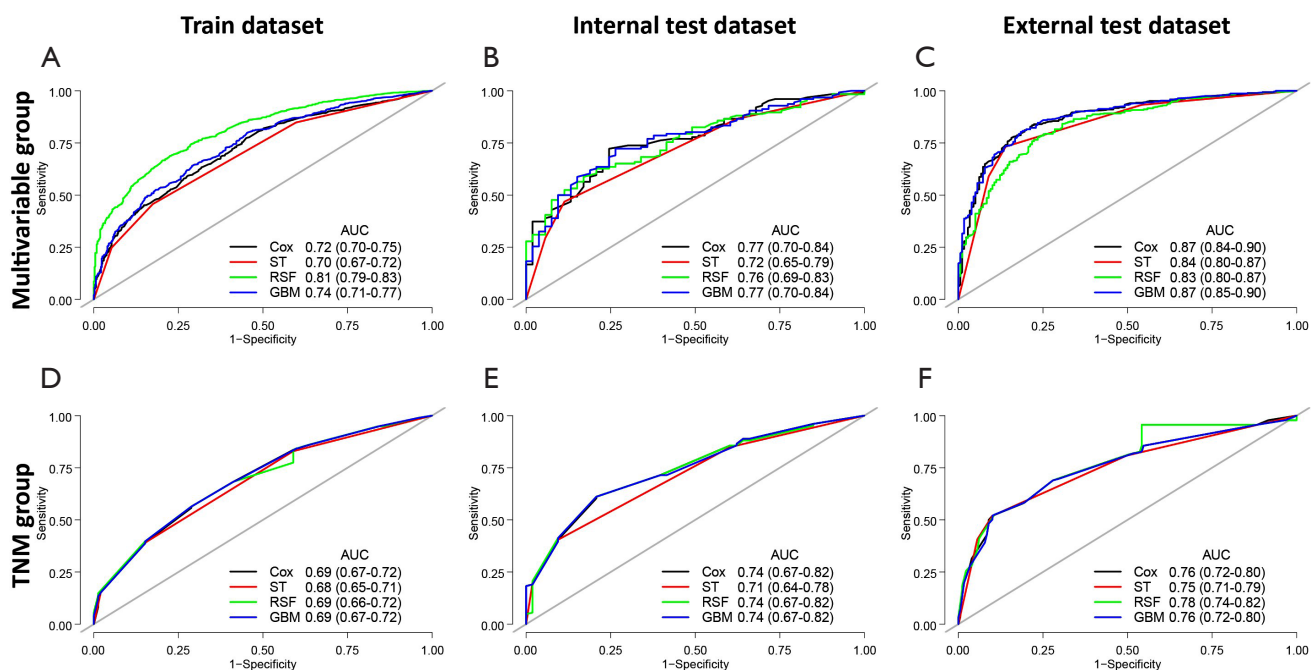 Train dataset
Internal test dataset
External test dataset
Multivariable group
A
1.00
0.75
0.50
0.25
0.00
Sensitivity
AUC
Cox 0.72 (0.70-0.75)
ST 0.70 (0.67-0.72)
RSF 0.81 (0.79-0.83)
GBM 0.74 (0.71-0.77)
0.00 0.25 0.50 0.75 1.00
1−Specificity
B
1.00
0.75
0.50
0.25
0.00
Sensitivity
AUC
Cox 0.77 (0.70-0.84)
ST 0.72 (0.65-0.79)
RSF 0.76 (0.69-0.83)
GBM 0.77 (0.70-0.84)
0.00 0.25 0.50 0.75 1.00
1−Specificity
C
1.00
0.75
0.50
0.25
0.00
Sensitivity
AUC
Cox 0.87 (0.84-0.90)
ST 0.84 (0.80-0.87)
RSF 0.83 (0.80-0.87)
GBM 0.87 (0.85-0.90)
0.00 0.25 0.50 0.75 1.00
1−Specificity
TNM group
D
1.00
0.75
0.50
0.25
0.00
Sensitivity
AUC
Cox 0.69 (0.67-0.72)
ST 0.68 (0.65-0.71)
RSF 0.69 (0.66-0.72)
GBM 0.69 (0.67-0.72)
0.00 0.25 0.50 0.75 1.00
1−Specificity
E
1.00
0.75
0.50
0.25
0.00
Sensitivity
AUC
Cox 0.74 (0.67-0.82)
ST 0.71 (0.64-0.78)
RSF 0.74 (0.67-0.82)
GBM 0.74 (0.67-0.82)
0.00 0.25 0.50 0.75 1.00
1−Specificity
F
1.00
0.75
0.50
0.25
0.00
Sensitivity
AUC
Cox 0.76 (0.72-0.80)
ST 0.75 (0.71-0.79)
RSF 0.78 (0.74-0.82)
GBM 0.76 (0.72-0.80)
0.00 0.25 0.50 0.75 1.00
1−Specificity